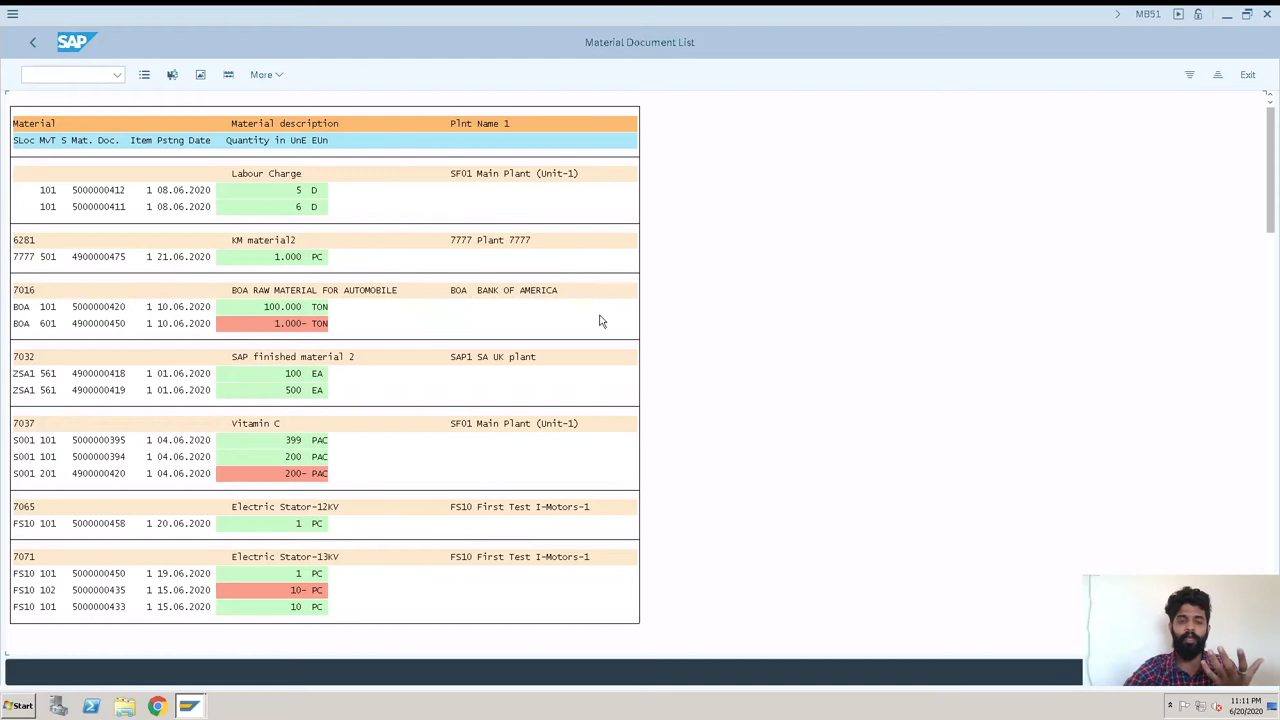 MB51
SAP
Material Document List
More
Exit
Material Material description Plnt Name 1
SLoc MvT S Mat. Doc. Item Pstng Date Quantity in UnE EUn
Labour Charge SF01 Main Plant (Unit-1)
101 5000000412 1 08.06.2020 5 D
101 5000000411 1 08.06.2020 6 D
6281 KM material2 7777 Plant 7777
7777 501 4900000475 1 21.06.2020 1.000 PC
7016 BOA RAW MATERIAL FOR AUTOMOBILE BOA BANK OF AMERICA
BOA 101 5000000420 1 10.06.2020 100.000 TON
BOA 601 4900000450 1 10.06.2020 1.000- TON
7032 SAP finished material 2 SAP1 SA UK plant
ZSA1 561 4900000418 1 01.06.2020 100 EA
ZSA1 561 4900000419 1 01.06.2020 500 EA
7037 Vitamin C SF01 Main Plant (Unit-1)
S001 101 5000000395 1 04.06.2020 399 PAC
S001 101 5000000394 1 04.06.2020 200 PAC
S001 201 4900000420 1 04.06.2020 200- PAC
7065 Electric Stator-12KV FS10 First Test I-Motors-1
FS10 101 5000000458 1 20.06.2020 1 PC
7071 Electric Stator-13KV FS10 First Test I-Motors-1
FS10 101 5000000450 1 19.06.2020 1 PC
FS10 102 5000000435 1 15.06.2020 10- PC
FS10 101 5000000433 1 15.06.2020 10 PC
Start
11:11 PM
6/20/2020